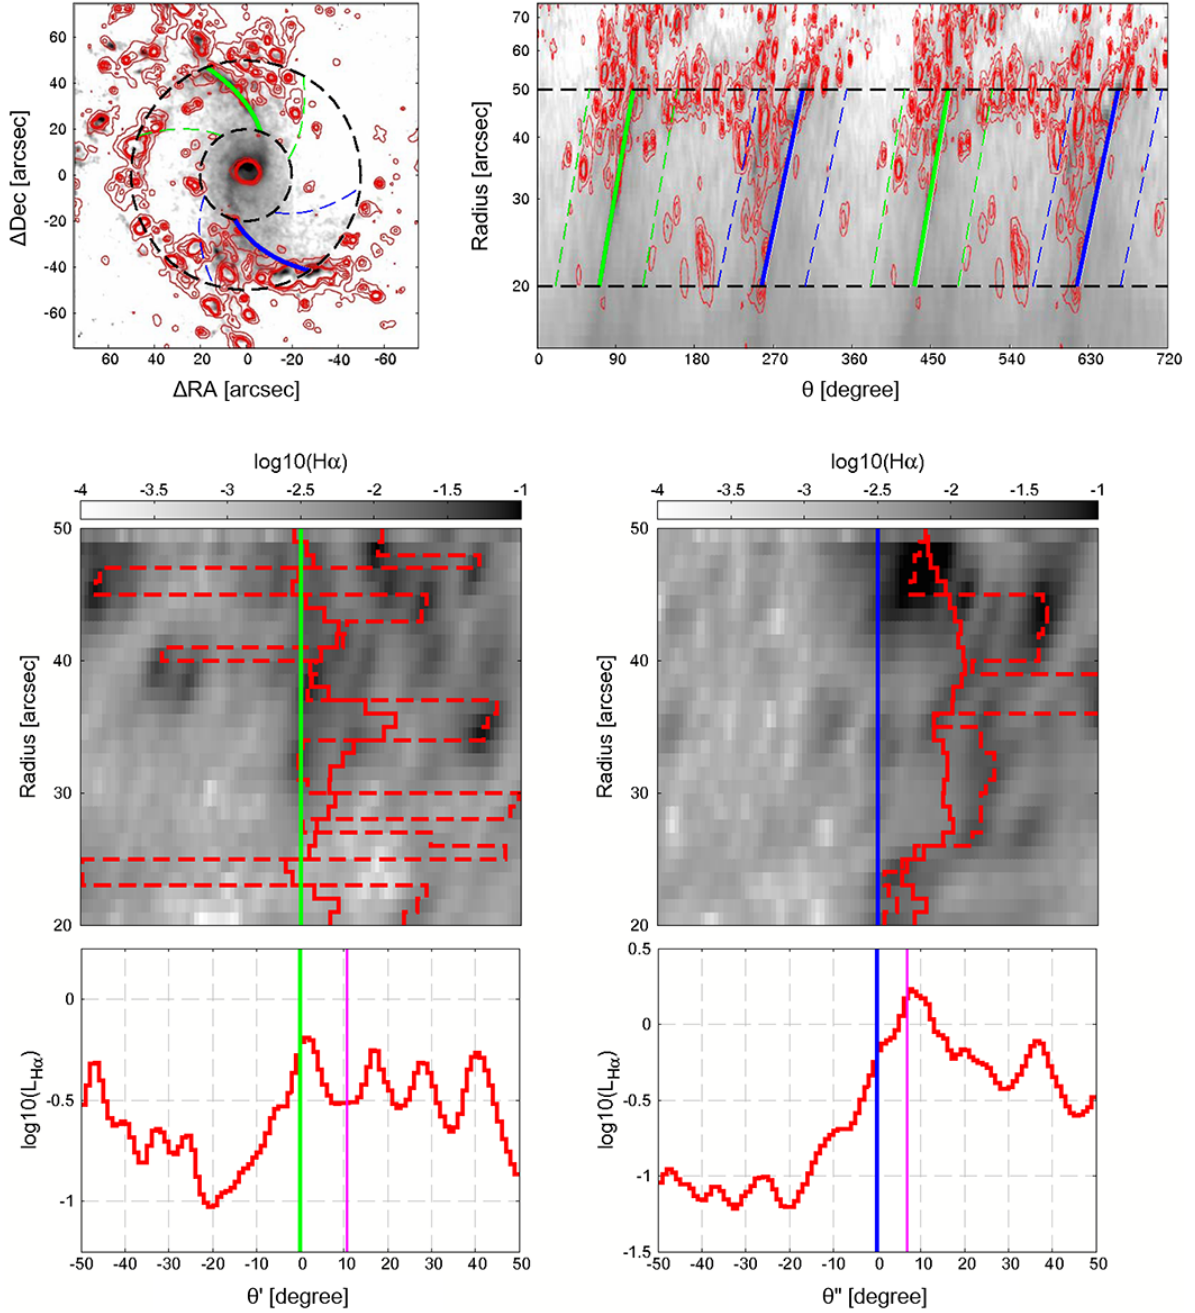 60
40
20
0
-20
-40
-60
ΔDec [arcsec]
60 40 20 0 -20 -40 -60
ΔRA [arcsec]
70
60
50
40
30
20
Radius [arcsec]
0 90 180 270 360 450 540 630 720
θ [degree]
log10(Hα)
-4 -3.5 -3 -2.5 -2 -1.5 -1
50
40
30
20
Radius [arcsec]
log10(Hα)
-4 -3.5 -3 -2.5 -2 -1.5 -1
50
40
30
20
Radius [arcsec]
0
-0.5
-1
log10(LHα)
-50 -40 -30 -20 -10 0 10 20 30 40 50
θ' [degree]
0.5
0
-0.5
-1
-1.5
log10(LHα)
-50 -40 -30 -20 -10 0 10 20 30 40 50
θ" [degree]